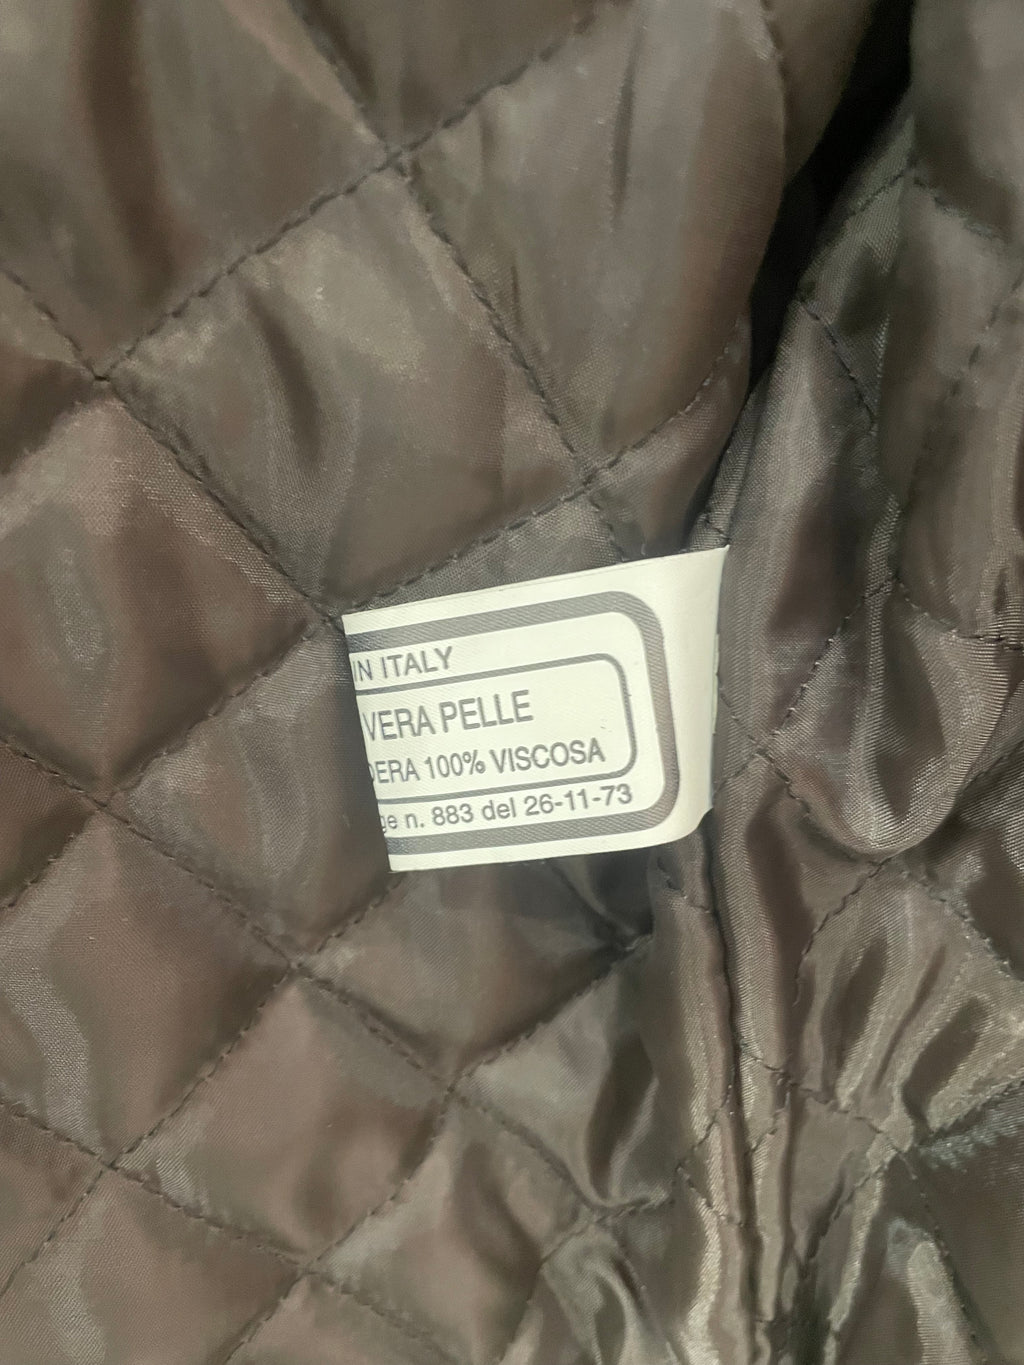 IN ITALY
VERA PELLE
DERA 100% VISCOSA
ge n. 883 del 26-11-73